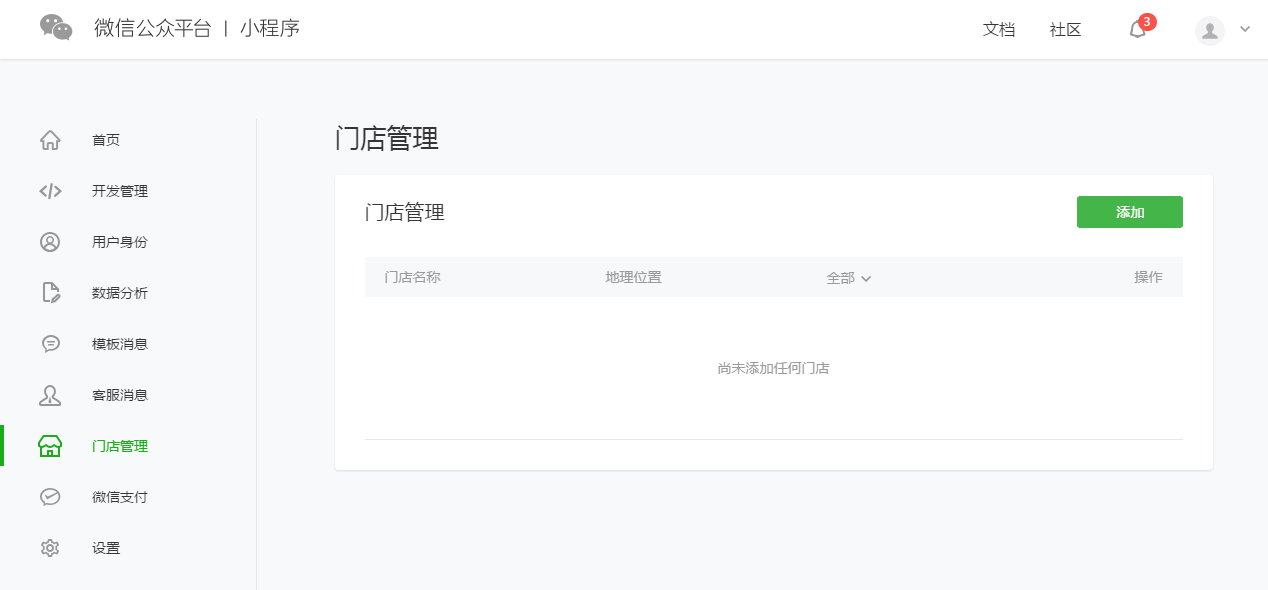 微信公众平台 | 小程序
文档
社区
3
首页
开发管理
用户身份
数据分析
模板消息
客服消息
门店管理
微信支付
设置
门店管理
门店管理
添加
门店名称
地理位置
全部
操作
尚未添加任何门店